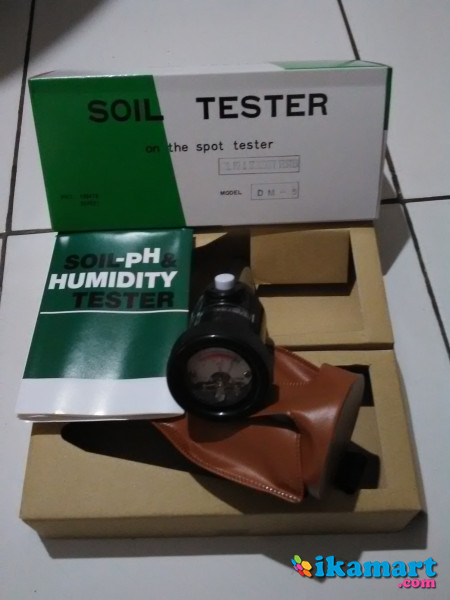 SOIL TESTER
on the spot tester
MODEL DM-5
SOIL-pH &
HUMIDITY
TESTER
ikamart.com